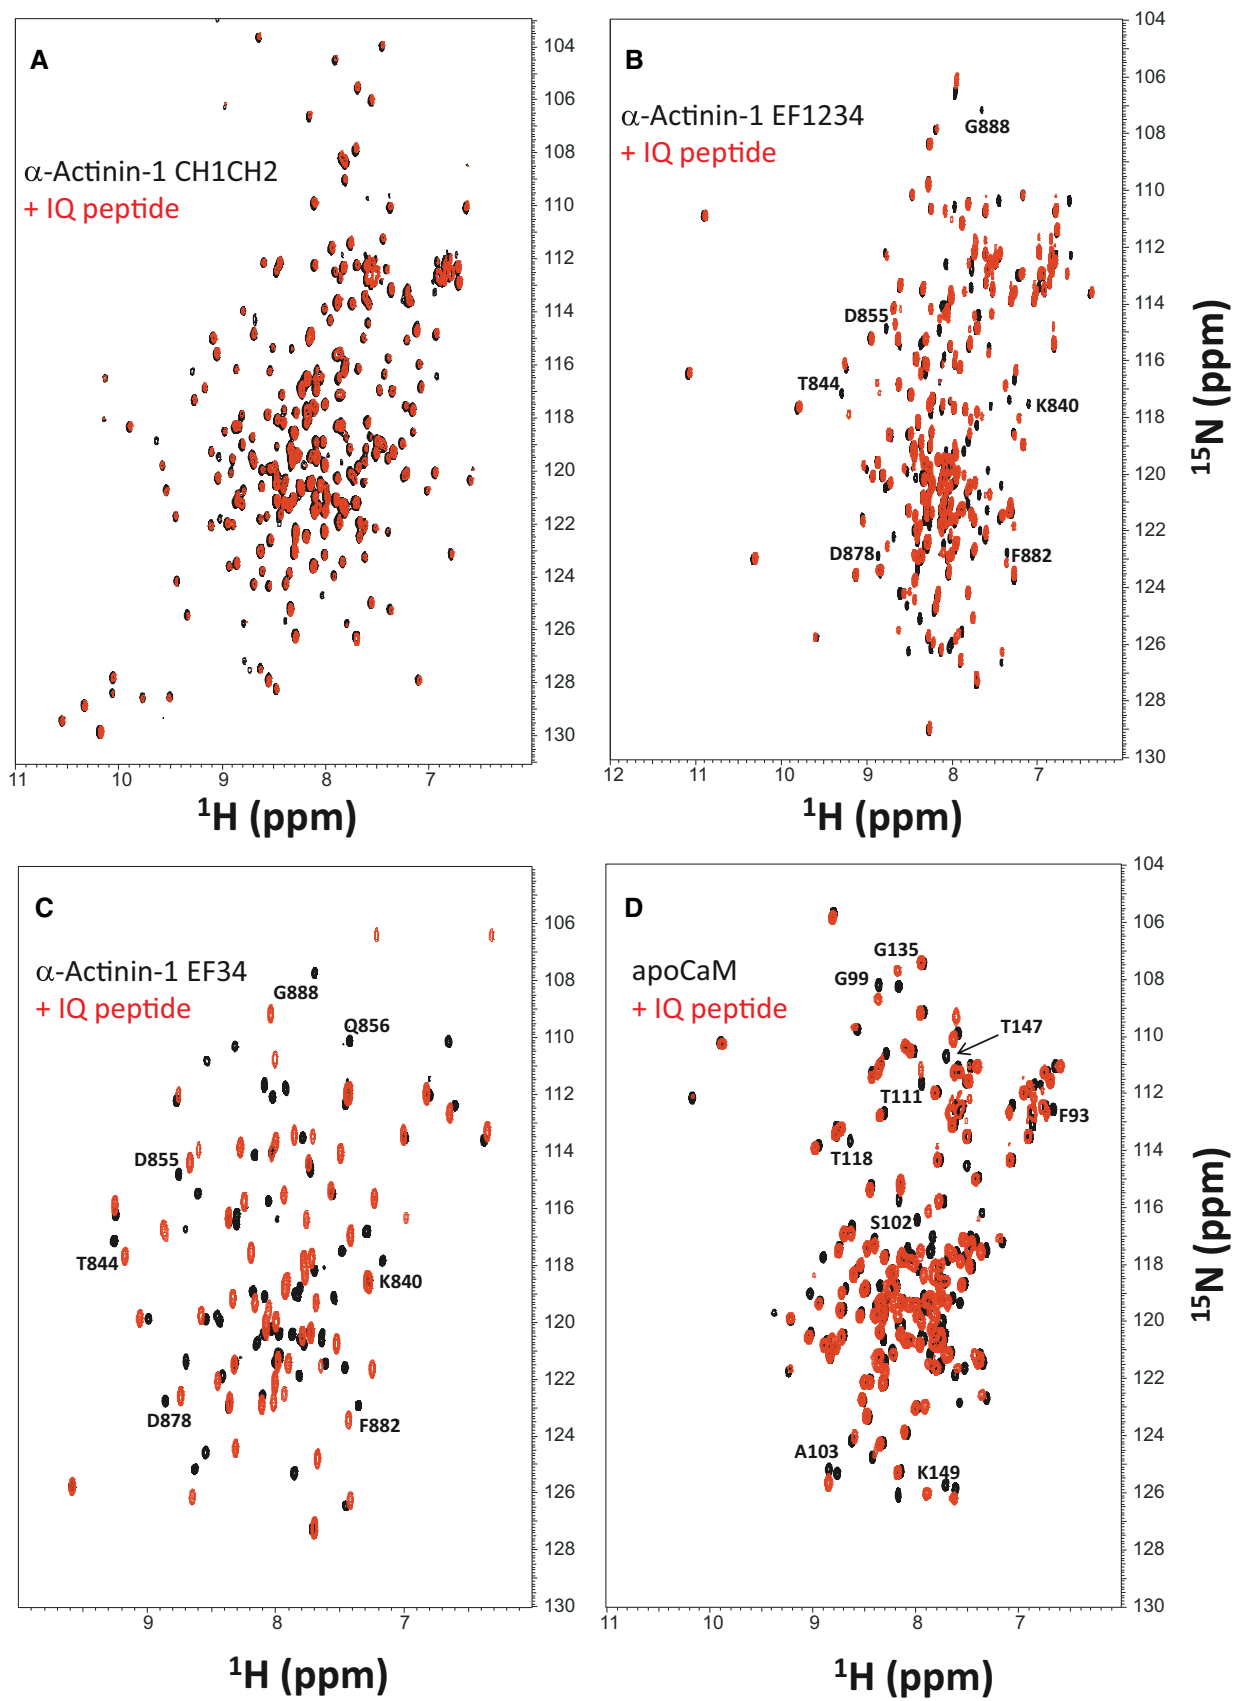 A
α-Actinin-1 CH1CH2
+ IQ peptide
104
106
108
110
112
114
116
118
120
122
124
126
128
130
11
10
9
8
7
¹H (ppm)
B
α-Actinin-1 EF1234
+ IQ peptide
G888
D855
T844
K840
D878
F882
104
106
108
110
112
114
116
118
120
122
124
126
128
130
12
10
9
8
7
¹H (ppm)
¹⁵N (ppm)
C
α-Actinin-1 EF34
+ IQ peptide
G888
Q856
D855
T844
K840
D878
F882
106
108
110
112
114
116
118
120
122
124
126
128
130
9
8
7
¹H (ppm)
D
apoCaM
+ IQ peptide
G135
G99
T147
T111
F93
T118
S102
A103
K149
104
106
108
110
112
114
116
118
120
122
124
126
128
130
11
10
9
8
7
¹H (ppm)
¹⁵N (ppm)